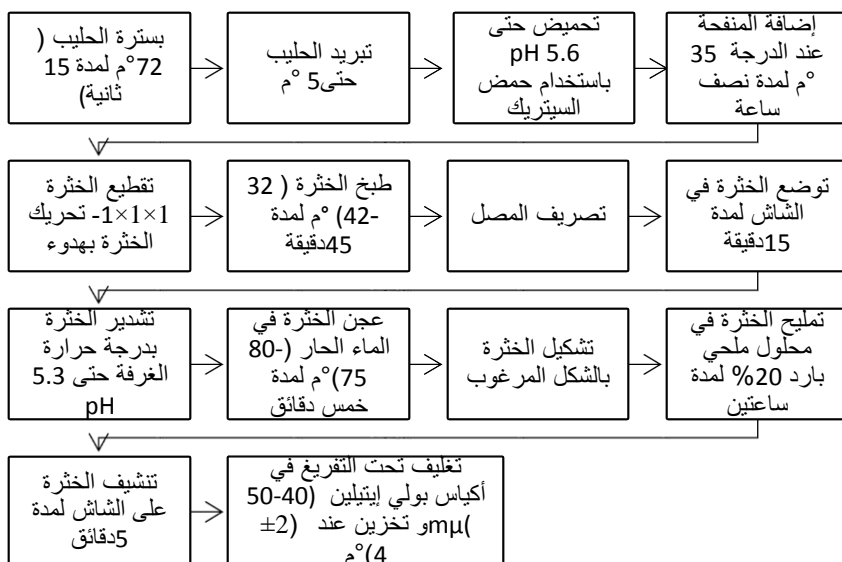 بسترة الحليب (
72°م لمدة 15
ثانية)
تبريد الحليب
حتى5 °م
تحميض حتى
pH 5.6
باستخدام حمض
السيتريك
إضافة المنفحة
عند الدرجة 35
°م لمدة نصف
ساعة
تقطيع الخثرة
1×1×1- تحريك
الخثرة بهدوء
طبخ الخثرة ( 32
-42) °م لمدة
45دقيقة
تصريف المصل
توضع الخثرة في
الشاش لمدة
15دقيقة
تشدير الخثرة
بدرجة حرارة
الغرفة حتى 5.3
pH
عجن الخثرة في
الماء الحار (-80
75)°م لمدة
خمس دقائق
تشكيل الخثرة
بالشكل المرغوب
تمليح الخثرة في
محلول ملحي
بارد 20% لمدة
ساعتين
تنشيف الخثرة
على الشاش لمدة
5دقائق
تغليف تحت التفريغ في
أكياس بولي إيتيلين (40-50
mμ(و تخزين عند (2±
4)°م